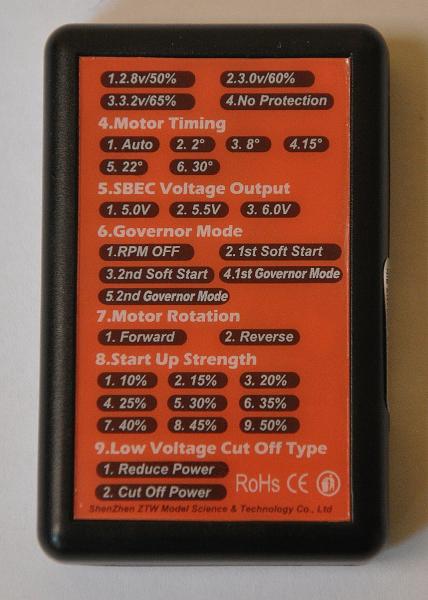 1.2.8v/50% 2.3.0v/60%
3.3.2v/65% 4.No Protection
4.Motor Timing
1. Auto 2. 2° 3. 8° 4.15°
5. 22° 6. 30°
5.SBEC Voltage Output
1. 5.0V 2. 5.5V 3. 6.0V
6.Governor Mode
1.RPM OFF 2.1st Soft Start
3.2nd Soft Start 4.1st Governor Mode
5.2nd Governor Mode
7.Motor Rotation
1. Forward 2. Reverse
8.Start Up Strength
1. 10% 2. 15% 3. 20%
4. 25% 5. 30% 6. 35%
7. 40% 8. 45% 9. 50%
9.Low Voltage Cut Off Type
1. Reduce Power
2. Cut Off Power RoHs CE
ShenZhen ZTW Model Science & Technology Co., Ltd